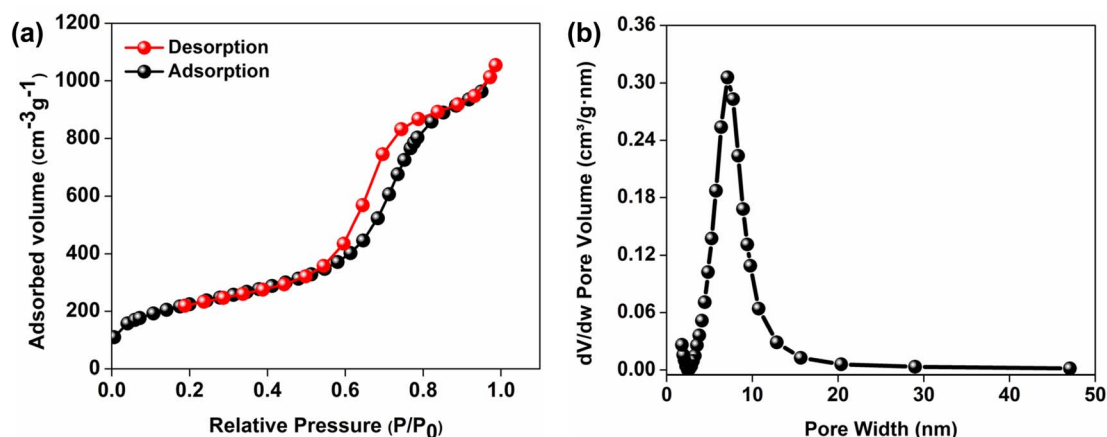 (a)
Adsorbed volume (cm⁻³g⁻¹)
1200
1000
800
600
400
200
0
Desorption
Adsorption
0.0 0.2 0.4 0.6 0.8 1.0
Relative Pressure (P/P₀)
(b)
dV/dw Pore Volume (cm³/g·nm)
0.36
0.30
0.24
0.18
0.12
0.06
0.00
0 10 20 30 40 50
Pore Width (nm)